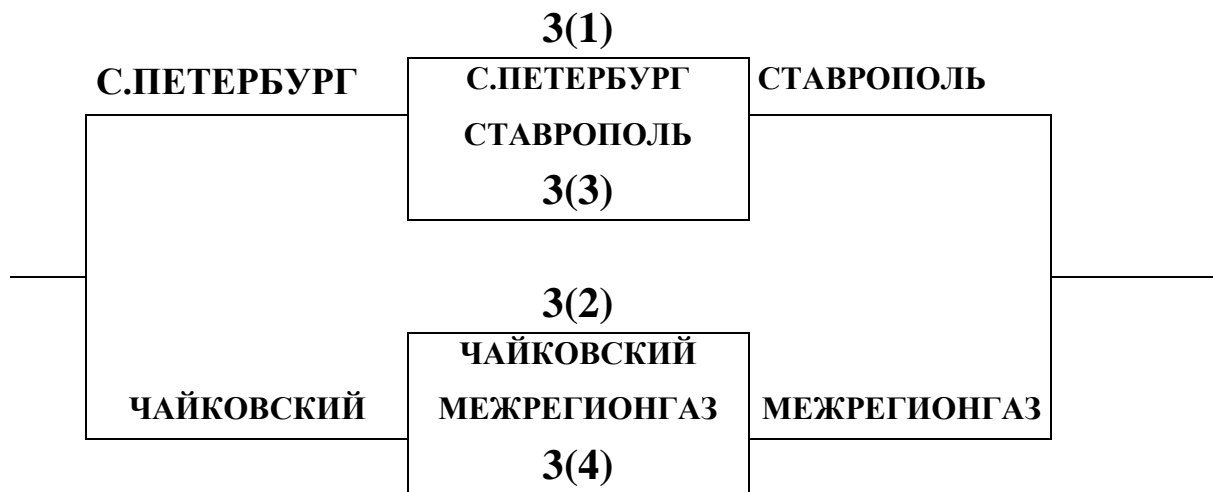 3(1)
С.ПЕТЕРБУРГ
С.ПЕТЕРБУРГ
СТАВРОПОЛЬ
СТАВРОПОЛЬ
3(3)
3(2)
ЧАЙКОВСКИЙ
ЧАЙКОВСКИЙ
МЕЖРЕГИОНГАЗ
МЕЖРЕГИОНГАЗ
3(4)